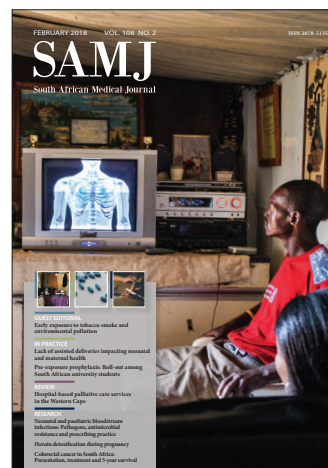 FEBRUARY 2018 VOL. 108 NO. 2
ISSN 2078-5135
SAMJ
South African Medical Journal
GUEST EDITORIAL
Early exposure to tobacco smoke and
environmental pollution
IN PRACTICE
Lack of assisted deliveries impacting neonatal
and maternal health
Pre-exposure prophylaxis: Roll-out among
South African university students
REVIEW
Hospital-based palliative care services
in the Western Cape
RESEARCH
Neonatal and paediatric bloodstream
infections: Pathogens, antimicrobial
resistance and prescribing practice
Heroin detoxification during pregnancy
Colorectal cancer in South Africa:
Presentation, treatment and 5-year survival